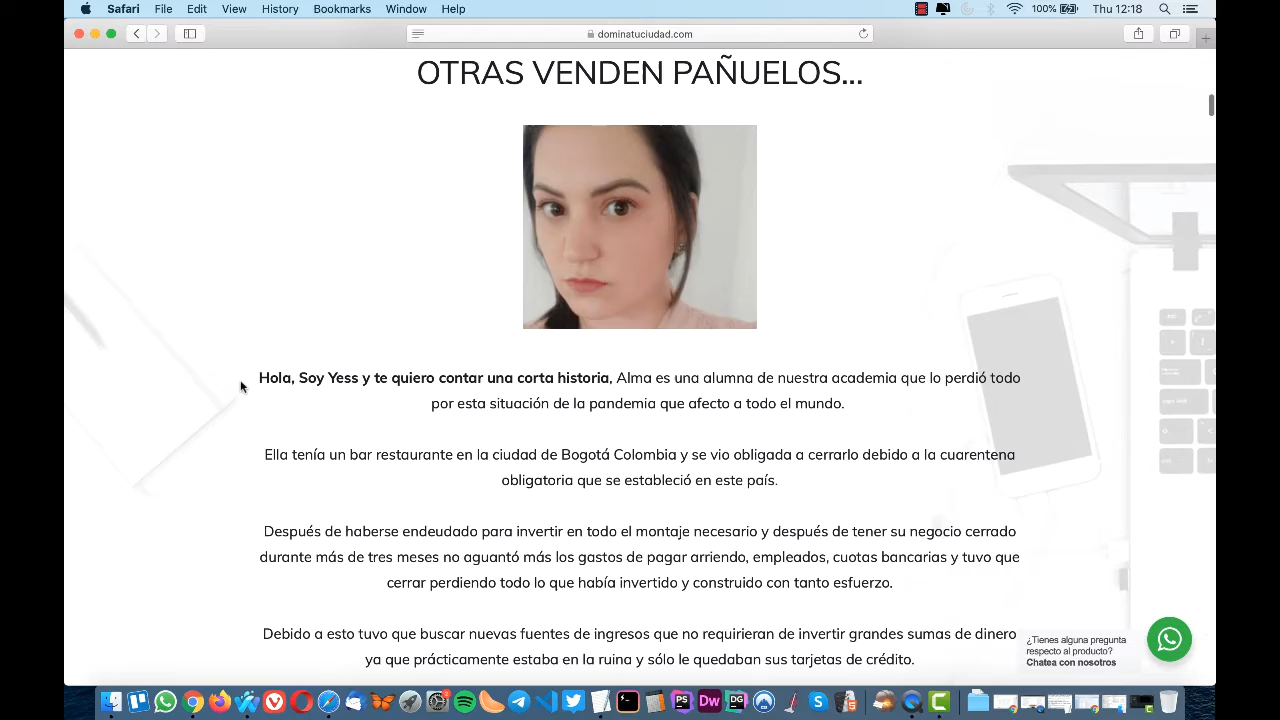 Safari File Edit View History Bookmarks Window Help 100% Thu 12:18
dominatuciudad.com
OTRAS VENDEN PAÑUELOS...
Hola, Soy Yess y te quiero contar una corta historia, Alma es una alumna de nuestra academia que lo perdió todo
por esta situación de la pandemia que afecto a todo el mundo.
Ella tenía un bar restaurante en la ciudad de Bogotá Colombia y se vio obligada a cerrarlo debido a la cuarentena
obligatoria que se estableció en este país.
Después de haberse endeudado para invertir en todo el montaje necesario y después de tener su negocio cerrado
durante más de tres meses no aguantó más los gastos de pagar arriendo, empleados, cuotas bancarias y tuvo que
cerrar perdiendo todo lo que había invertido y construido con tanto esfuerzo.
Debido a esto tuvo que buscar nuevas fuentes de ingresos que no requirieran de invertir grandes sumas de dinero
ya que prácticamente estaba en la ruina y sólo le quedaban sus tarjetas de crédito.
¿Tienes alguna pregunta
respecto al producto?
Chatea con nosotros